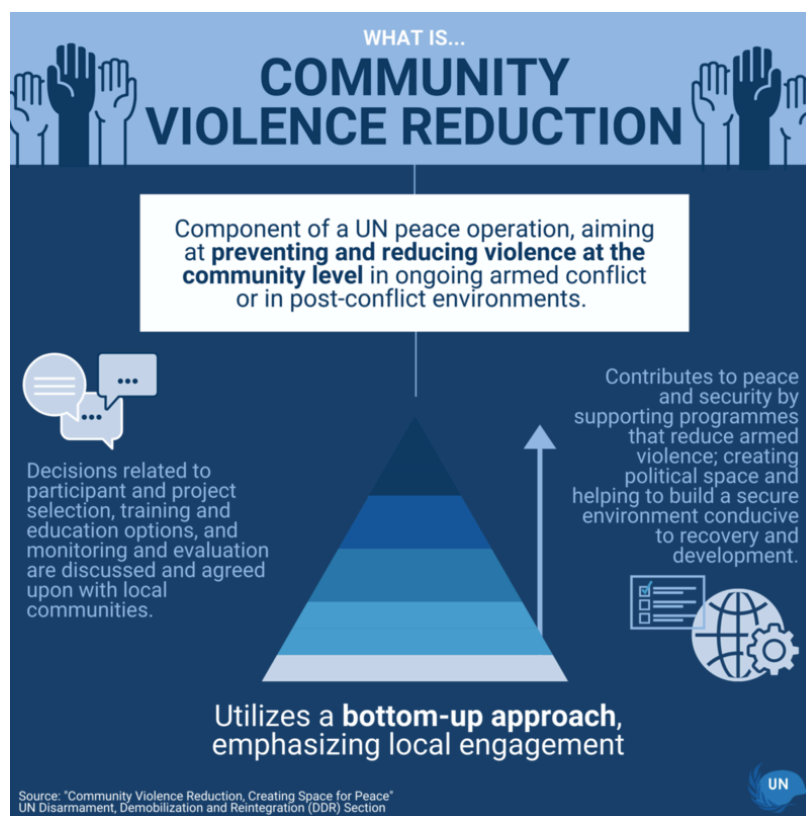 WHAT IS...
COMMUNITY
VIOLENCE REDUCTION
Component of a UN peace operation, aiming
at preventing and reducing violence at the
community level in ongoing armed conflict
or in post-conflict environments.
Decisions related to
participant and project
selection, training and
education options, and
monitoring and evaluation
are discussed and agreed
upon with local
communities.
Contributes to peace
and security by
supporting programmes
that reduce armed
violence; creating
political space and
helping to build a secure
environment conducive
to recovery and
development.
Utilizes a bottom-up approach,
emphasizing local engagement
Source: "Community Violence Reduction, Creating Space for Peace"
UN Disarmament, Demobilization and Reintegration (DDR) Section
UN